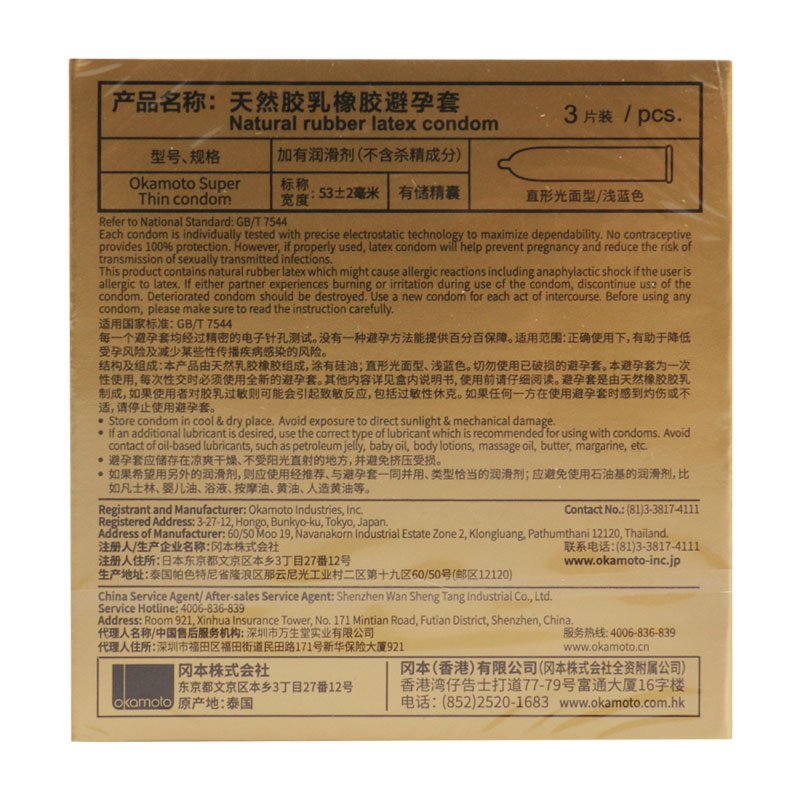 产品名称：天然胶乳橡胶避孕套
Natural rubber latex condom
3 片装 / pcs.
型号、规格
加有润滑剂（不含杀精成分）
Okamoto Super
Thin condom
标称
宽度：
53±2毫米
有储精囊
直形光面型/浅蓝色
Refer to National Standard: GB/T 7544
Each condom is individually tested with precise electrostatic technology to maximize dependability. No contraceptive
provides 100% protection. However, if properly used, latex condom will help prevent pregnancy and reduce the risk of
transmission of sexually transmitted infections.
This product contains natural rubber latex which might cause allergic reactions including anaphylactic shock if the user is
allergic to latex. If either partner experiences burning or irritation during use of the condom, discontinue use of the
condom. Deteriorated condom should be destroyed. Use a new condom for each act of intercourse. Before using any
condom, please make sure to read the instruction carefully.
适用国家标准：GB/T 7544
每一个避孕套均经过精密的电子针孔测试。没有一种避孕方法能提供百分百保障。适用范围：正确使用下，有助于降低
受孕风险及减少某些性传播疾病感染的风险。
结构及组成：本产品由天然乳胶橡胶组成，涂有硅油；直形光面型、浅蓝色。切勿使用已破损的避孕套。本避孕套为一次
性使用，每次性交时必须使用全新的避孕套。其他内容详见盒内说明书，使用前请仔细阅读。避孕套是由天然橡胶胶乳
制成，如果使用者对胶乳过敏则可能会引起致敏反应，包括过敏性休克。如果任何一方在使用避孕套时感到灼伤或不
适，请停止使用避孕套。
• Store condom in cool & dry place. Avoid exposure to direct sunlight & mechanical damage.
• If an additional lubricant is desired, use the correct type of lubricant which is recommended for using with condoms. Avoid
contact of oil-based lubricants, such as petroleum jelly, baby oil, body lotions, massage oil, butter, margarine, etc.
• 避孕套应储存在凉爽干燥、不受阳光直射的地方，并避免挤压受损。
• 如果希望用另外的润滑剂，则应使用经推荐、与避孕套一同并用、类型恰当的润滑剂；应避免使用石油基的润滑剂，比
如凡士林、婴儿油、浴液、按摩油、黄油、人造黄油等。
Registrant and Manufacturer: Okamoto Industries, Inc. Contact No.: (81)3-3817-4111
Registered Address: 3-27-12, Hongo, Bunkyo-ku, Tokyo, Japan.
Address of Manufacturer: 60/50 Moo 19, Navanakorn Industrial Estate Zone 2, Klongluang, Pathumthani 12120, Thailand.
注册人/生产企业名称：冈本株式会社 联系电话：(81)3-3817-4111
注册人住所：日本东京都文京区本乡3丁目27番12号 www.okamoto-inc.jp
生产地址：泰国帕色特尼省隆浪区那云尼光工业村二区第十九区60/50号(邮区12120)
China Service Agent/ After-sales Service Agent: Shenzhen Wan Sheng Tang Industrial Co., Ltd.
Service Hotline: 4006-836-839
Address: Room 921, Xinhua Insurance Tower, No. 171 Mintian Road, Futian District, Shenzhen, China.
代理人名称/中国售后服务机构：深圳市万生堂实业有限公司 服务热线：4006-836-839
代理人住所：深圳市福田区福田街道民田路171号新华保险大厦921 www.okamoto.cn
okamoto
冈本株式会社
东京都文京区本乡3丁目27番12号
原产地：泰国
冈本（香港）有限公司（冈本株式会社全资附属公司）
香港湾仔告士打道77-79号富通大厦16字楼
电话：(852)2520-1683 www.okamoto.com.hk